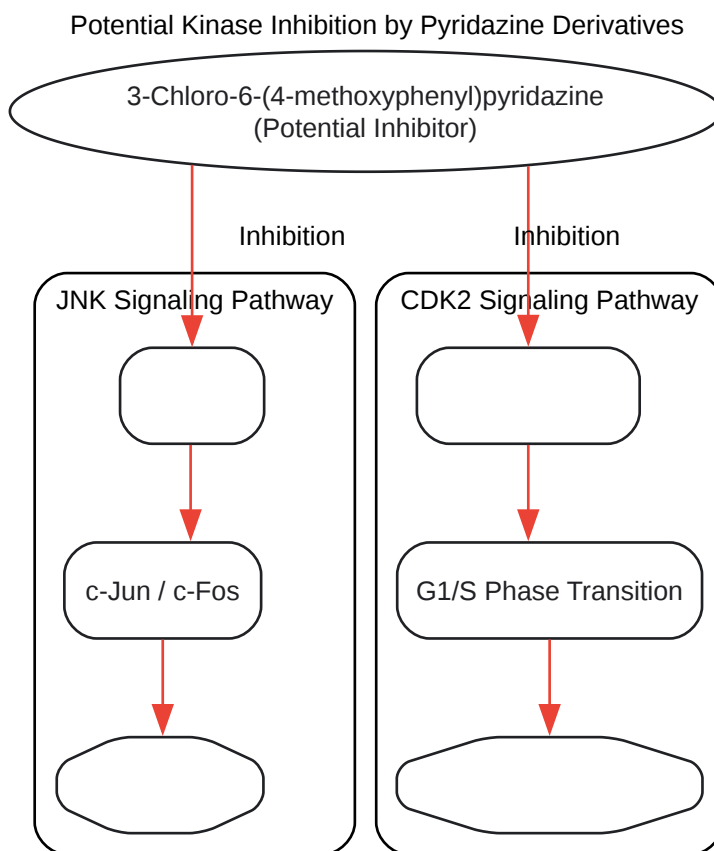 Potential Kinase Inhibition by Pyridazine Derivatives
3-Chloro-6-(4-methoxyphenyl)pyridazine
(Potential Inhibitor)
Inhibition
Inhibition
JNK Signaling Pathway
CDK2 Signaling Pathway
c-Jun / c-Fos
G1/S Phase Transition